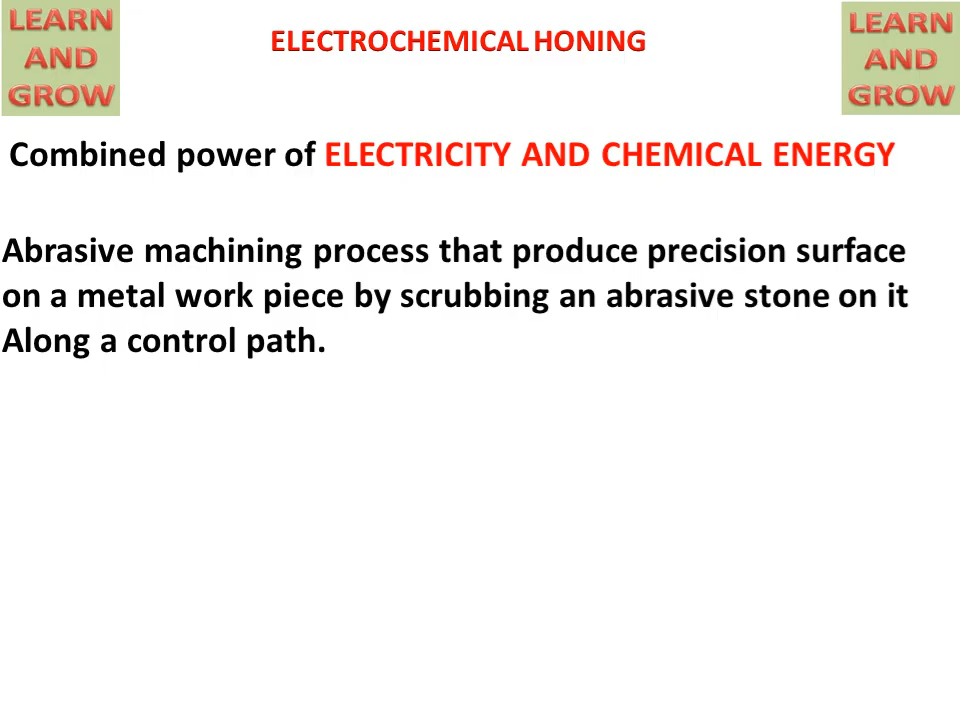 LEARN
AND
GROW
ELECTROCHEMICAL HONING
LEARN
AND
GROW
Combined power of ELECTRICITY AND CHEMICAL ENERGY
Abrasive machining process that produce precision surface
on a metal work piece by scrubbing an abrasive stone on it
Along a control path.